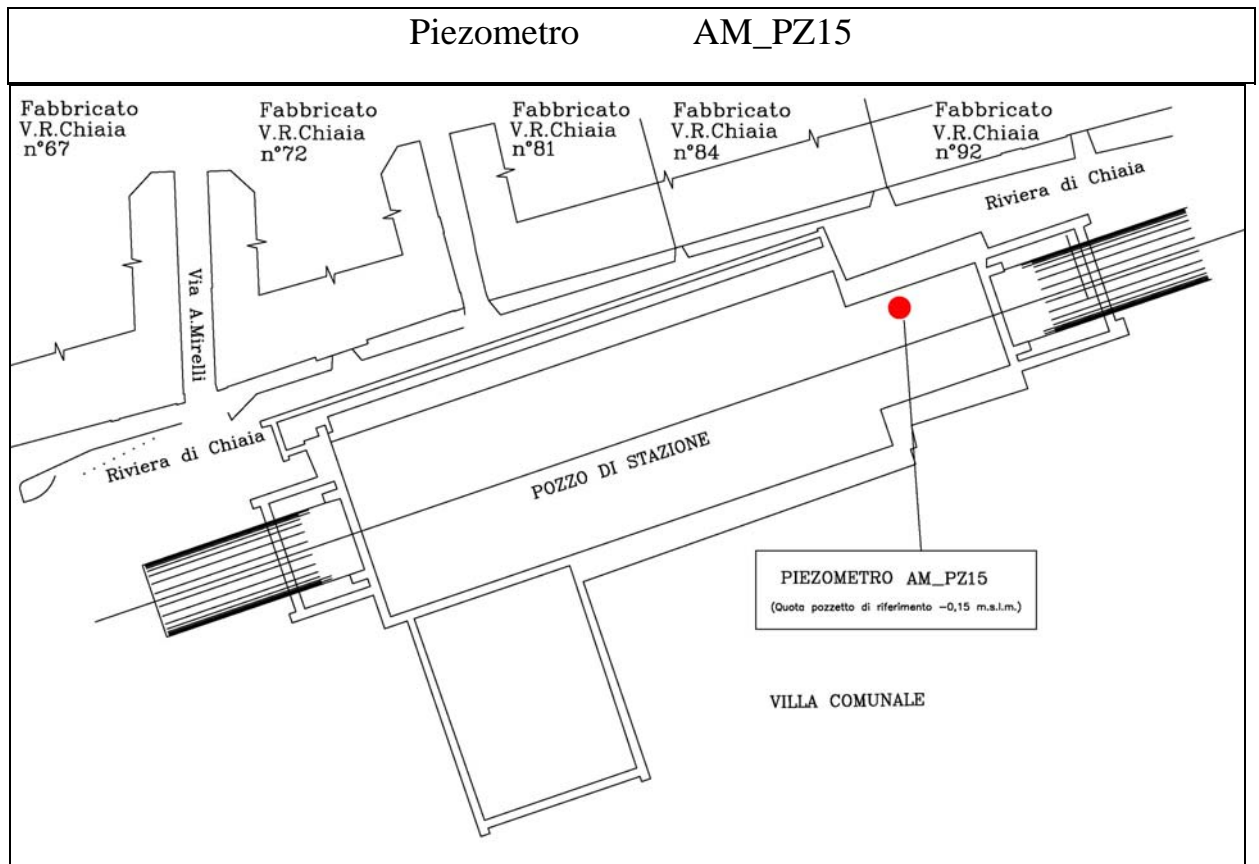 Piezometro AM_PZ15
Fabbricato
V.R.Chiaia
n°67
Fabbricato
V.R.Chiaia
n°72
Fabbricato
V.R.Chiaia
n°81
Fabbricato
V.R.Chiaia
n°84
Fabbricato
V.R.Chiaia
n°92
Riviera di Chiaia
Via A.Mirelli
Riviera di Chiaia
POZZO DI STAZIONE
PIEZOMETRO AM_PZ15
(Quota pozzetto di riferimento -0,15 m.s.l.m.)
VILLA COMUNALE